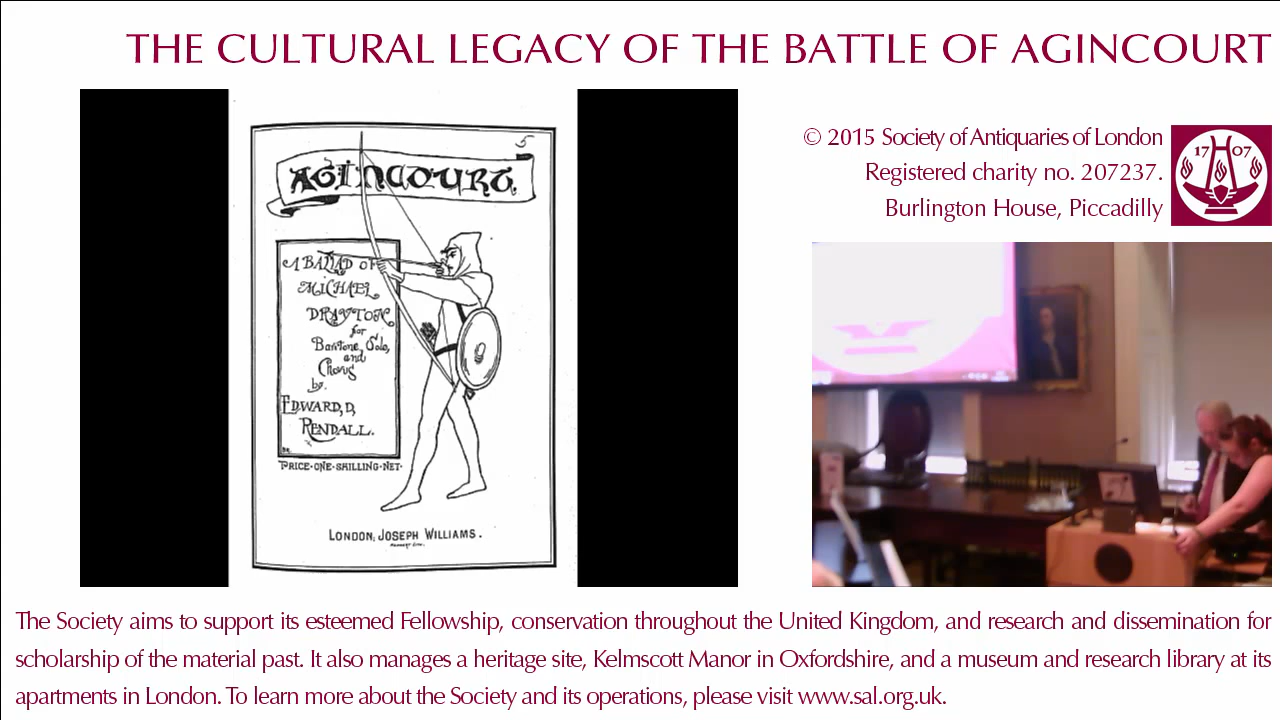 THE CULTURAL LEGACY OF THE BATTLE OF AGINCOURT
5
AGINCOURT.
A BALLAD OF
MICHAEL
DRAYTON
for
Baritone Solo,
and
Chorus
by.
EDWARD, D,
RENDALL.
PRICE·ONE·SHILLING·NET·
LONDON; JOSEPH WILLIAMS.
© 2015 Society of Antiquaries of London
Registered charity no. 207237.
Burlington House, Piccadilly
17 07
The Society aims to support its esteemed Fellowship, conservation throughout the United Kingdom, and research and dissemination for
scholarship of the material past. It also manages a heritage site, Kelmscott Manor in Oxfordshire, and a museum and research library at its
apartments in London. To learn more about the Society and its operations, please visit www.sal.org.uk.